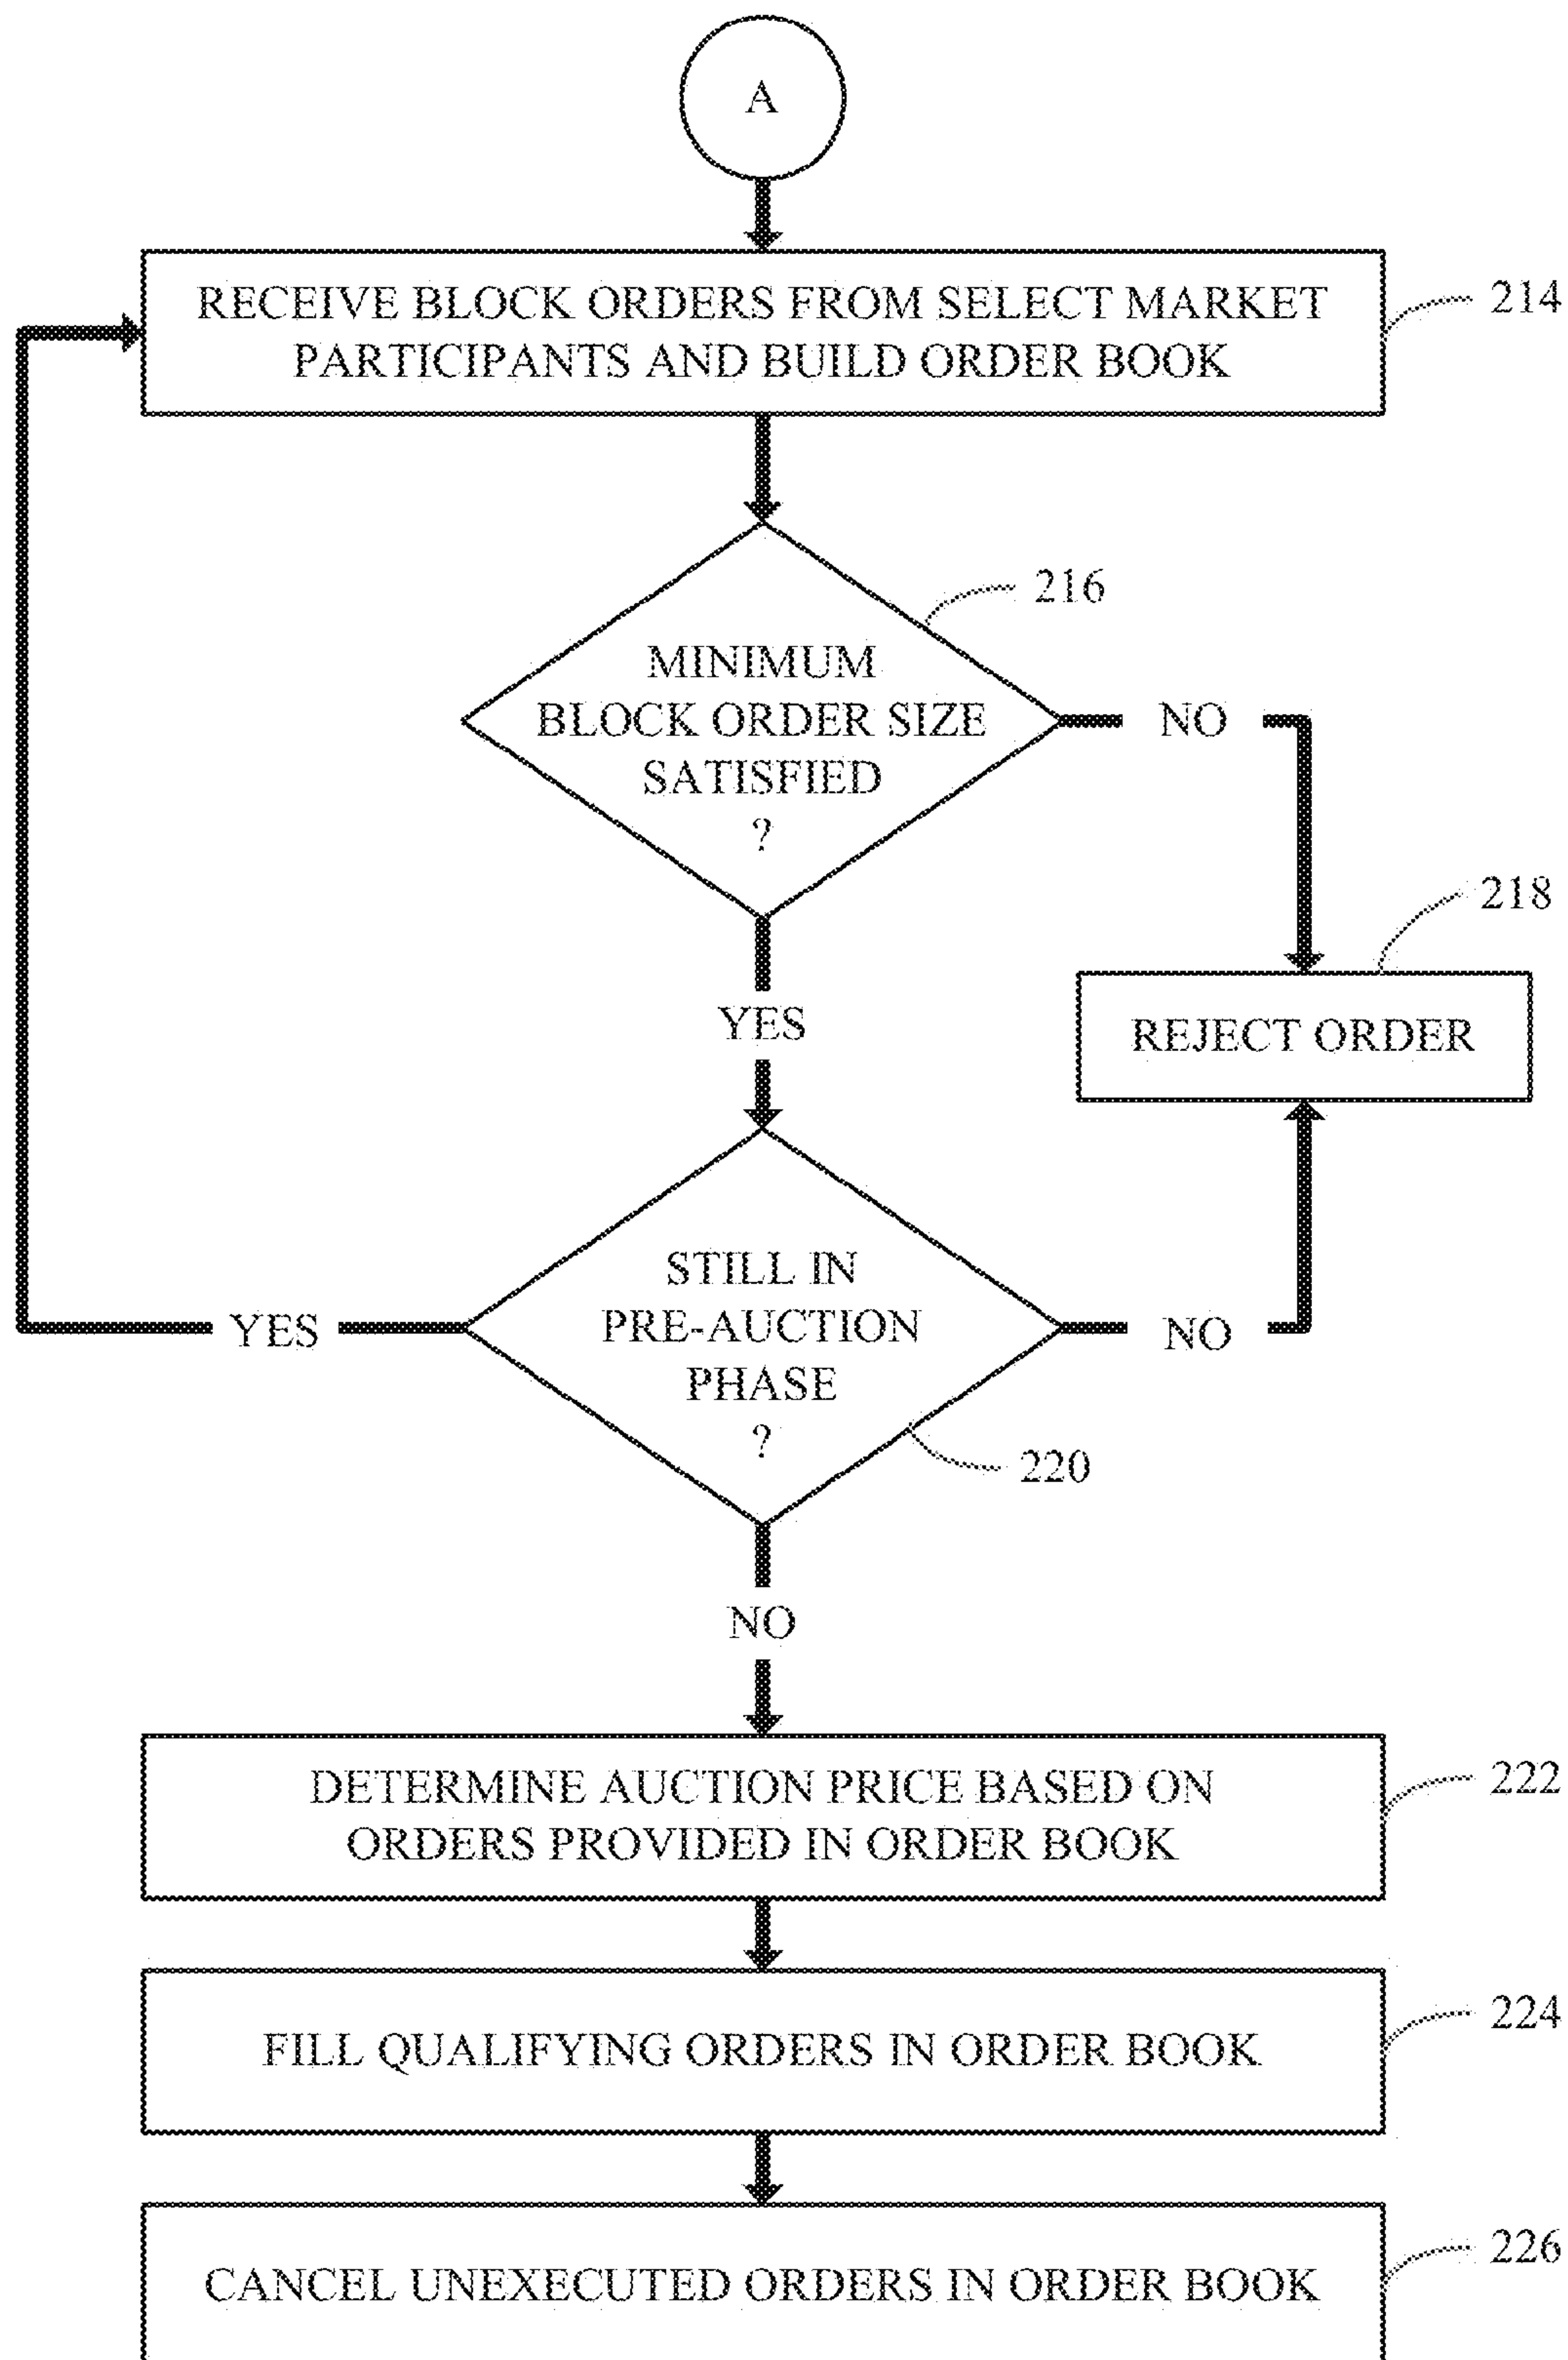 A
RECEIVE BLOCK ORDERS FROM SELECT MARKET
PARTICIPANTS AND BUILD ORDER BOOK
214
216
MINIMUM
BLOCK ORDER SIZE
SATISFIED
?
NO
218
YES
REJECT ORDER
STILL IN
PRE-AUCTION
PHASE
?
YES
NO
220
NO
DETERMINE AUCTION PRICE BASED ON
ORDERS PROVIDED IN ORDER BOOK
222
FILL QUALIFYING ORDERS IN ORDER BOOK
224
CANCEL UNEXECUTED ORDERS IN ORDER BOOK
226